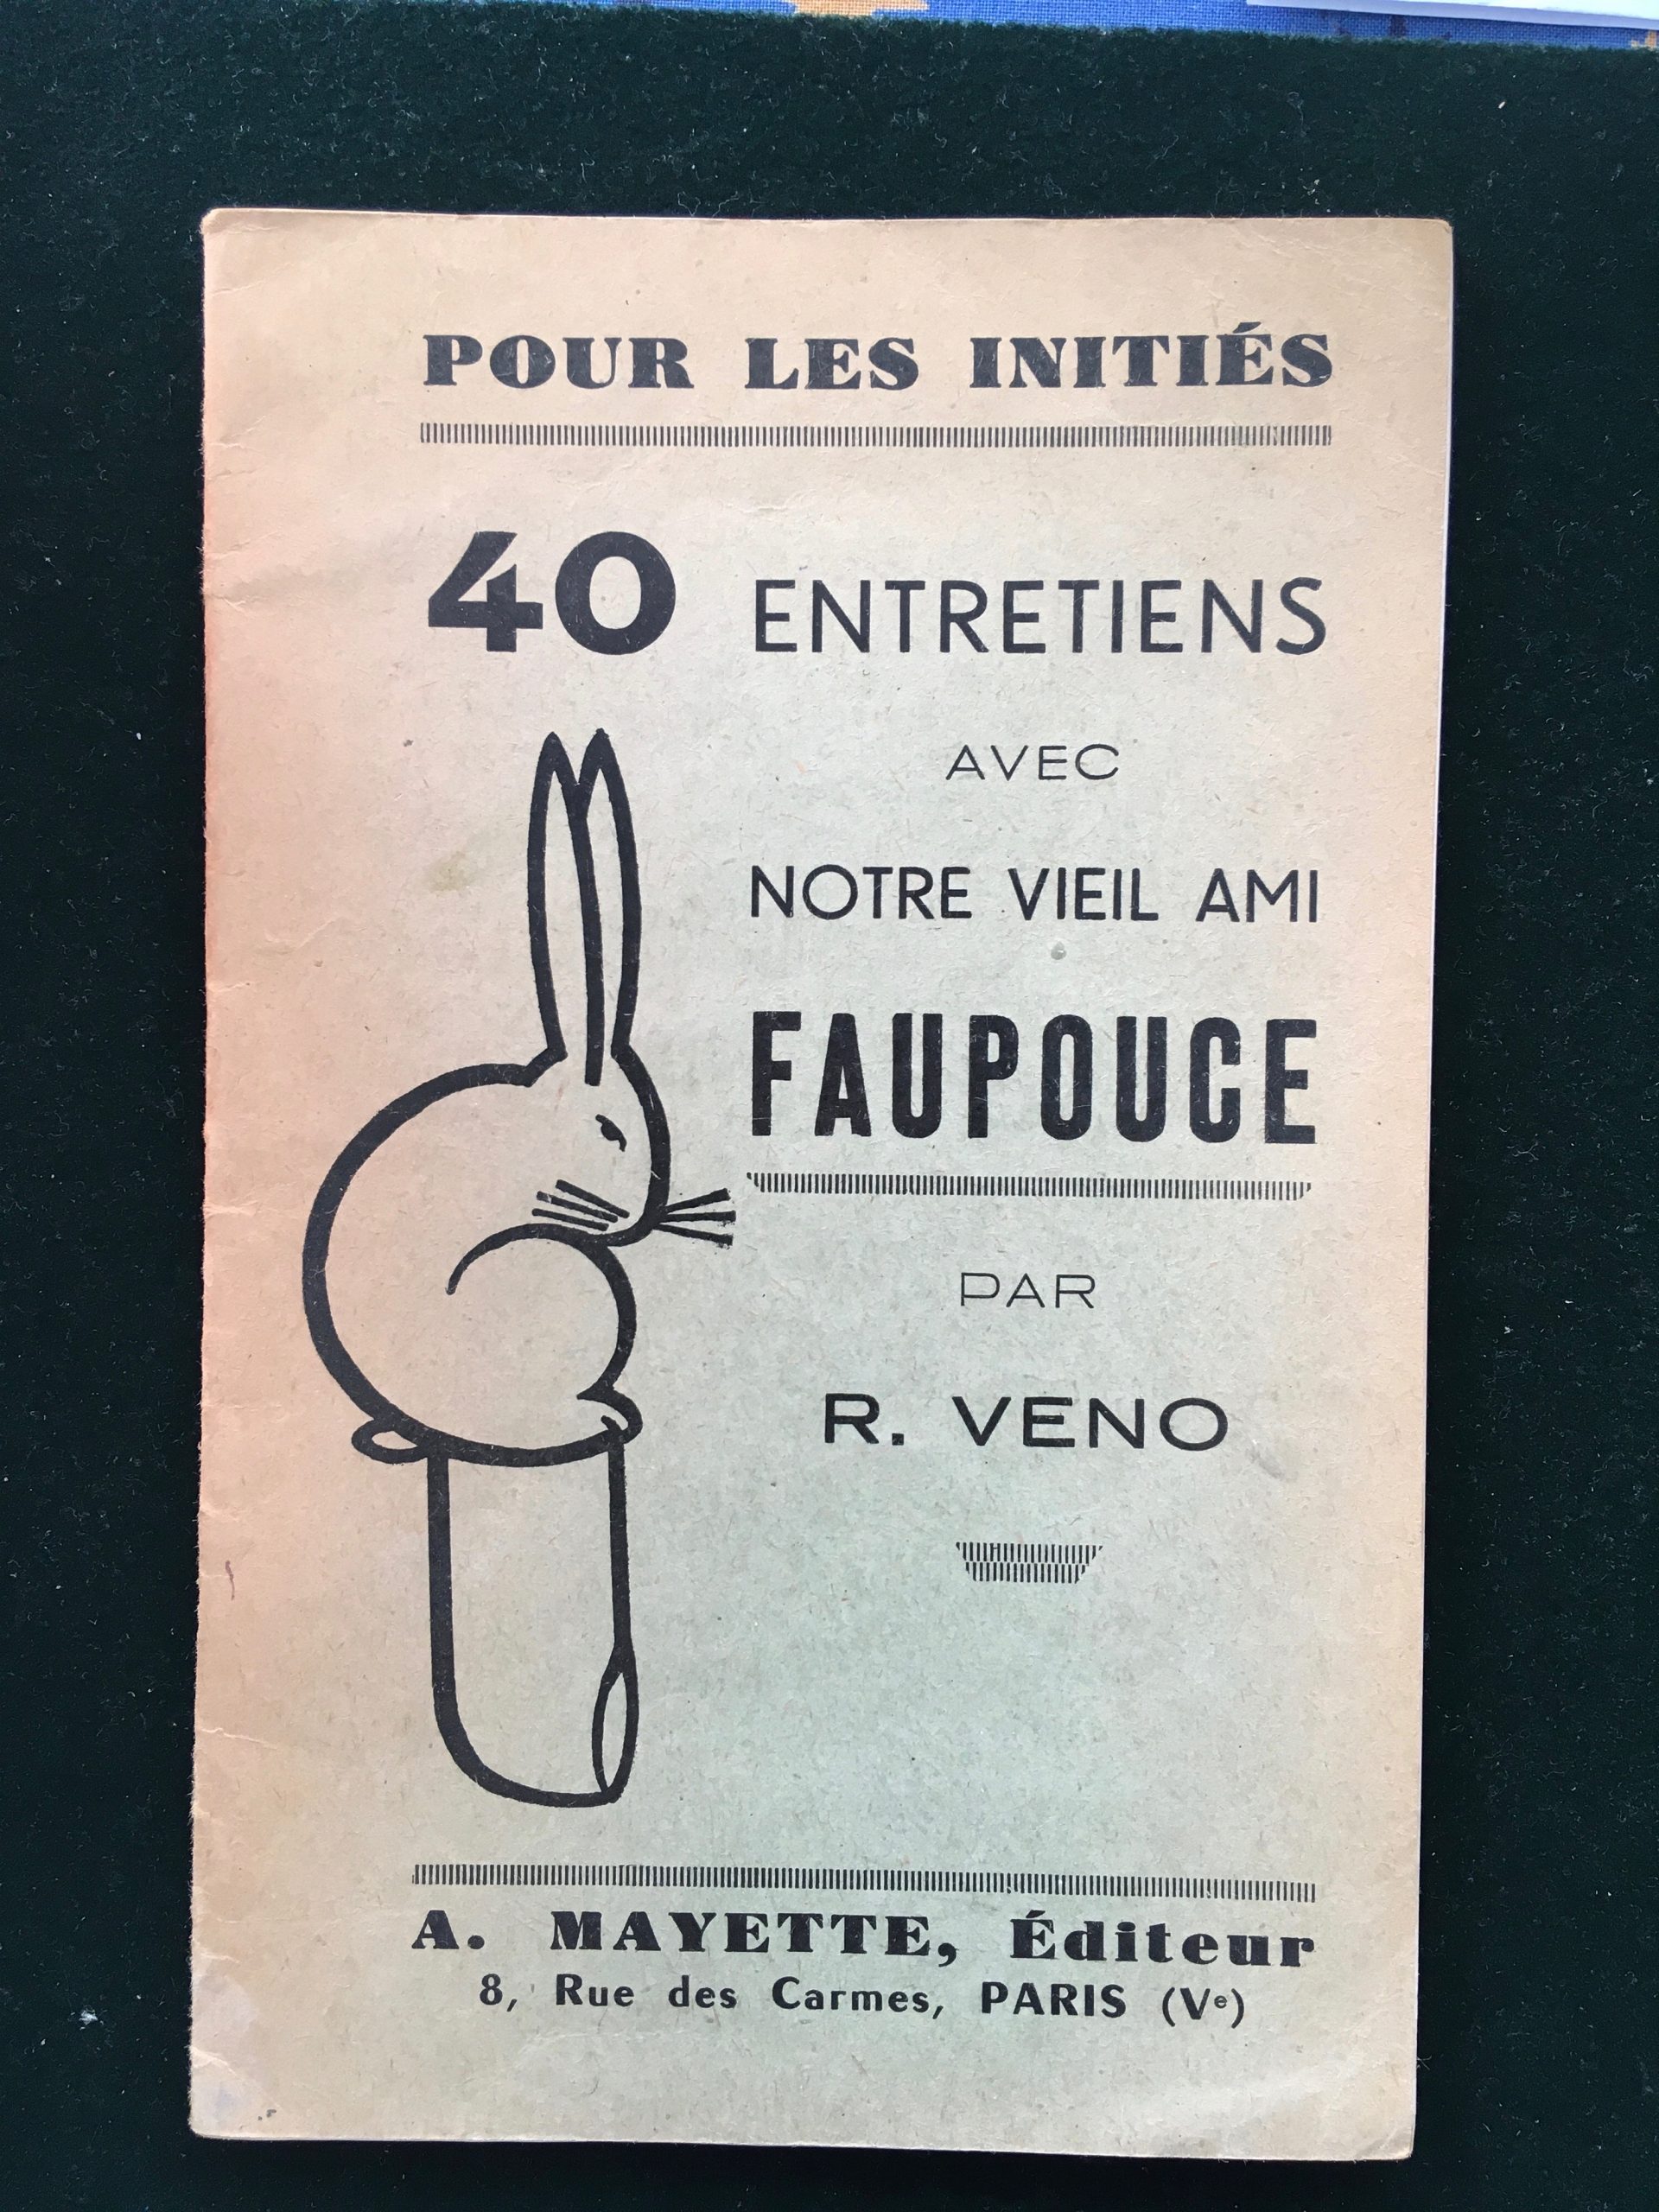 POUR LES INITIÉS
40 ENTRETIENS
AVEC
NOTRE VIEIL AMI
FAUPOUCE
PAR
R. VENO
A. MAYETTE, Éditeur
8, Rue des Carmes, PARIS (Vᵉ)